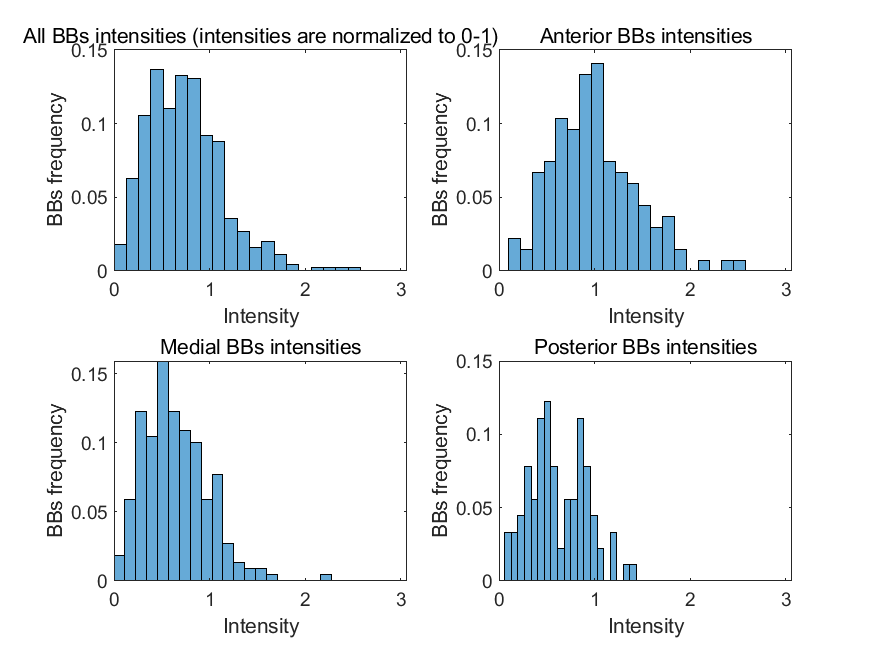 All BBs intensities (intensities are normalized to 0-1)
0.15
0.1
0.05
0
BBs frequency
0 1 2 3
Intensity
Anterior BBs intensities
0.15
0.1
0.05
0
BBs frequency
0 1 2 3
Intensity
Medial BBs intensities
0.15
0.1
0.05
0
BBs frequency
0 1 2 3
Intensity
Posterior BBs intensities
0.15
0.1
0.05
0
BBs frequency
0 1 2 3
Intensity